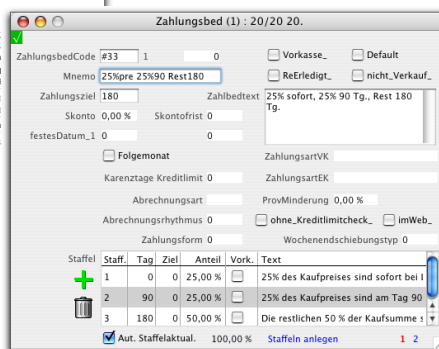 Zahlungsbed (1) : 20/20 20.
ZahlungsbedCode #33 1 0 Vorkasse_ Default
Mnemo 25%pre 25%90 Rest180 ReErledigt_ nicht_Verkauf_
Zahlungsziel 180 Zahlbedtext 25% sofort, 25% 90 Tg., Rest 180
Tg.
Skonto 0,00 % Skontofrist 0
festesDatum_1 0 0
Folgemonat ZahlungsartVK
Karenztage Kreditlimit 0 ZahlungsartEK
Abrechnungsart ProvMinderung 0,00 %
Abrechnungsrhythmus 0 ohne_Kreditlimitcheck_ imWeb_
Zahlungsform 0 Wochenendschiebungstyp 0
Staffel Staff. Tag Ziel Anteil Vork. Text
1 0 0 25,00 % 25% des Kaufpreises sind sofort bei
2 90 0 25,00 % 25% des Kaufpreises sind am Tag 90
3 180 0 50,00 % Die restlichen 50 % der Kaufsumme s
Aut. Staffelaktual. 100,00 % Staffeln anlegen 1 2